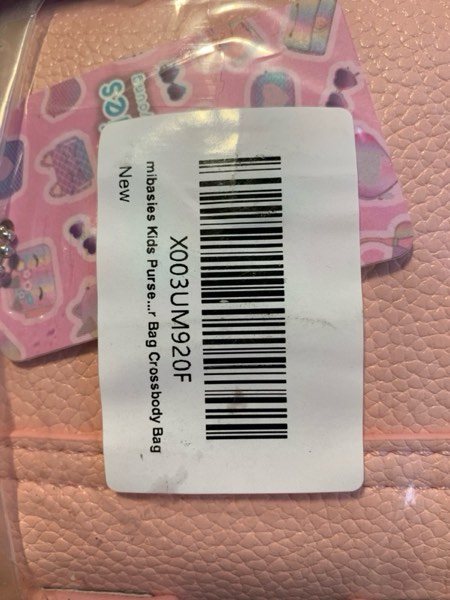 X003UM920F
mibasies Kids Purse...r Bag Crossbody Bag
New